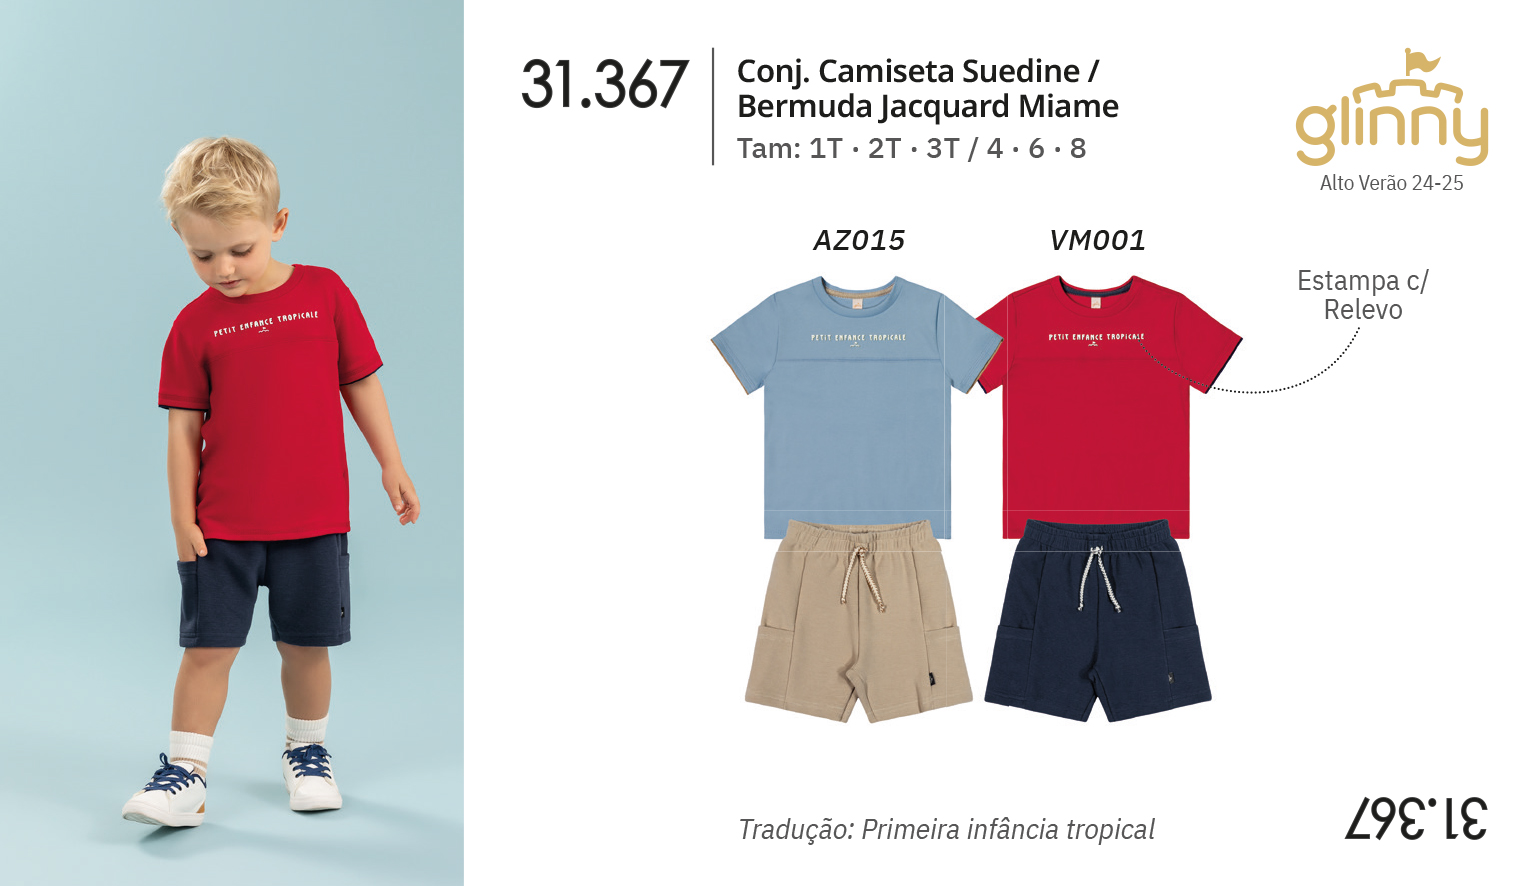 31.367
Conj. Camiseta Suedine /
Bermuda Jacquard Miame
Tam: 1T · 2T · 3T / 4 · 6 · 8
glinny
Alto Verão 24-25
AZ015
VM001
Estampa c/
Relevo
PETIT ENFANCE TROPICALE
PETIT ENFANCE TROPICALE
PETIT ENFANCE TROPICALE
Tradução: Primeira infância tropical
31.367